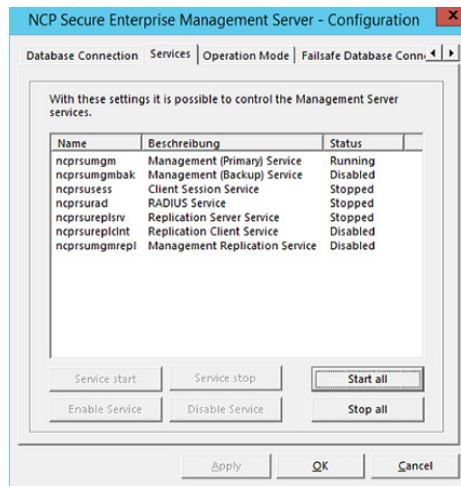 NCP Secure Enterprise Management Server - Configuration x
Database Connection Services Operation Mode Failsafe Database Conn
With these settings it is possible to control the Management Server
services.
Name Beschreibung Status
ncprsumgm Management (Primary) Service Running
ncprsumgmbak Management (Backup) Service Disabled
ncprsusess Client Session Service Stopped
ncprsurad RADIUS Service Stopped
ncprsureplsrv Replication Server Service Stopped
ncprsureplclnt Replication Client Service Disabled
ncprsumgmrepl Management Replication Service Disabled
Service start Service stop Start all
Enable Service Disable Service Stop all
Apply OK Cancel